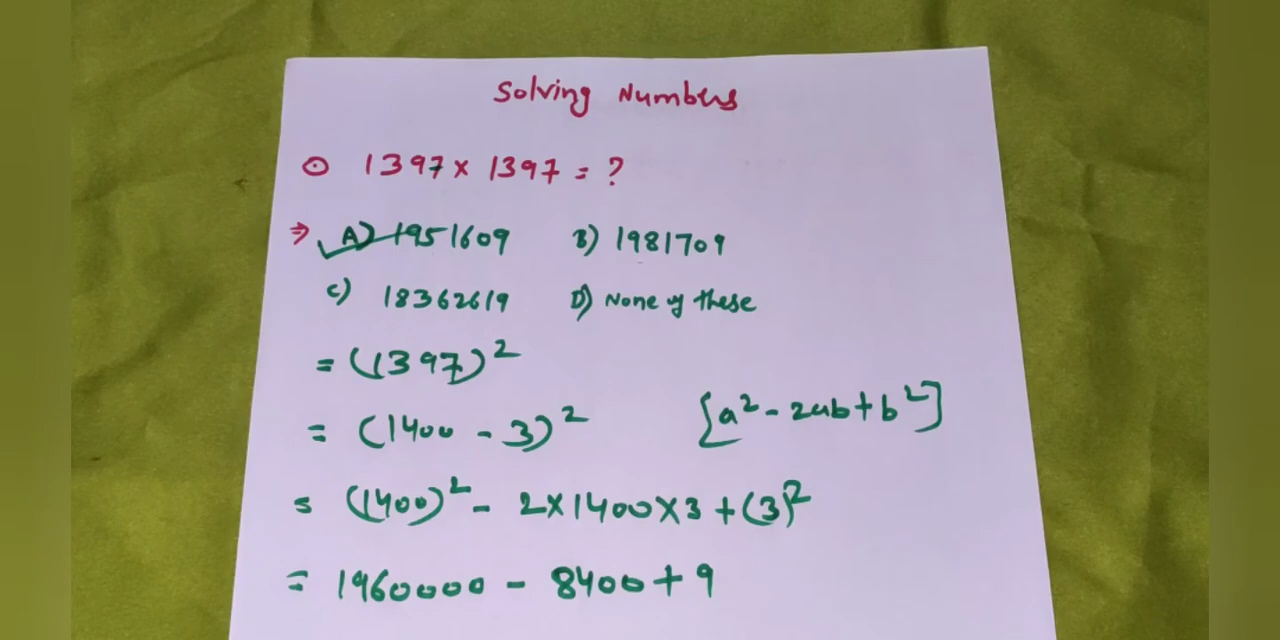 Solving Numbers
⊙ 1397 × 1397 = ?
⇒ A) 1951609 B) 1981709
C) 18362619 D) None of these
= (1397)²
= (1400 - 3)² [a² - 2ab + b²]
= (1400)² - 2×1400×3 + (3)²
= 1960000 - 8400 + 9